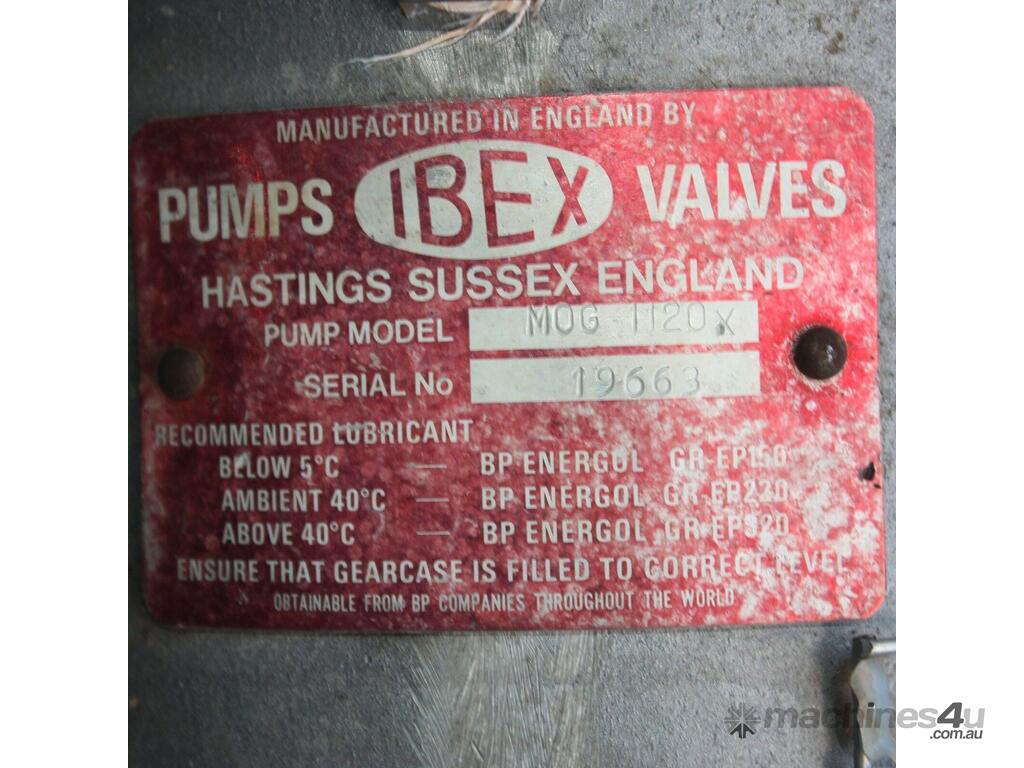 MANUFACTURED IN ENGLAND BY
PUMPS IBEX VALVES
HASTINGS SUSSEX ENGLAND
PUMP MODEL MOG-1120X
SERIAL No 19663
RECOMMENDED LUBRICANT
BELOW 5°C — BP ENERGOL GR-EP150
AMBIENT 40°C — BP ENERGOL GR-EP220
ABOVE 40°C — BP ENERGOL GR-EP320
ENSURE THAT GEARCASE IS FILLED TO CORRECT LEVEL
OBTAINABLE FROM BP COMPANIES THROUGHOUT THE WORLD
machines4u
.com.au